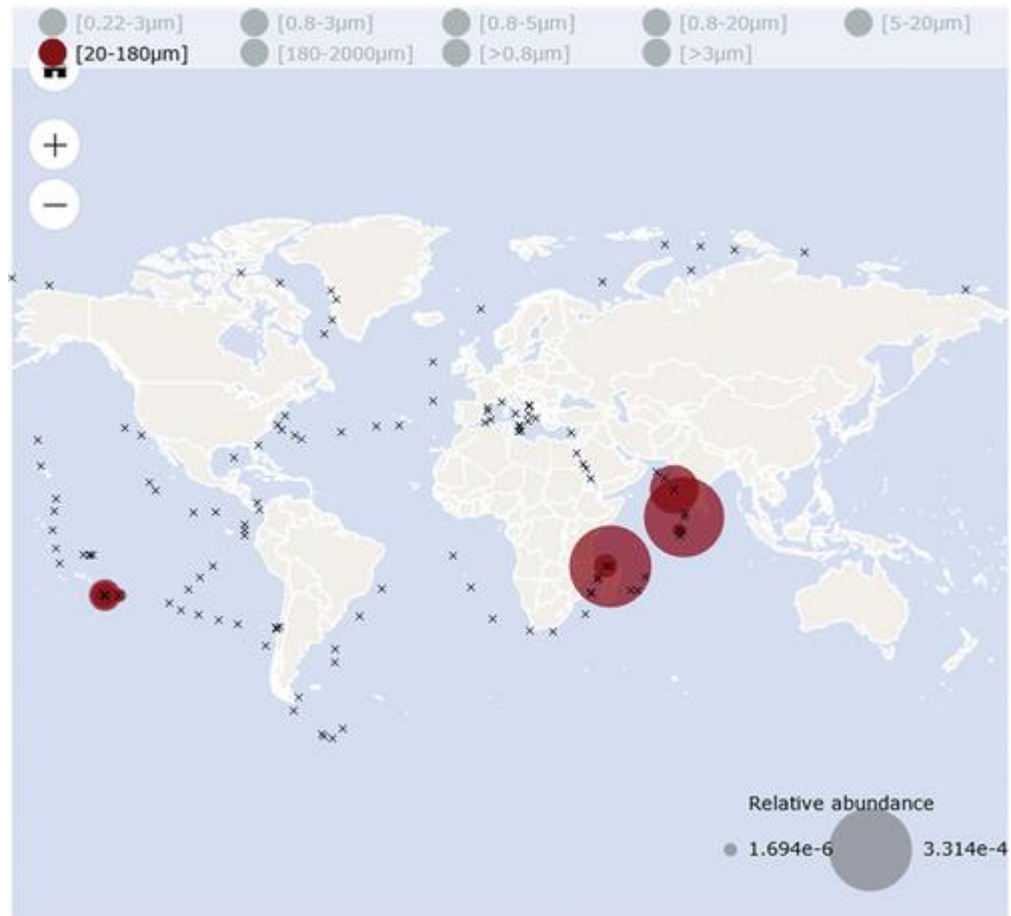 [0.22-3µm] [0.8-3µm] [0.8-5µm] [0.8-20µm] [5-20µm]
[20-180µm] [180-2000µm] [>0.8µm] [>3µm]
+
−
Relative abundance
1.694e-6 3.314e-4